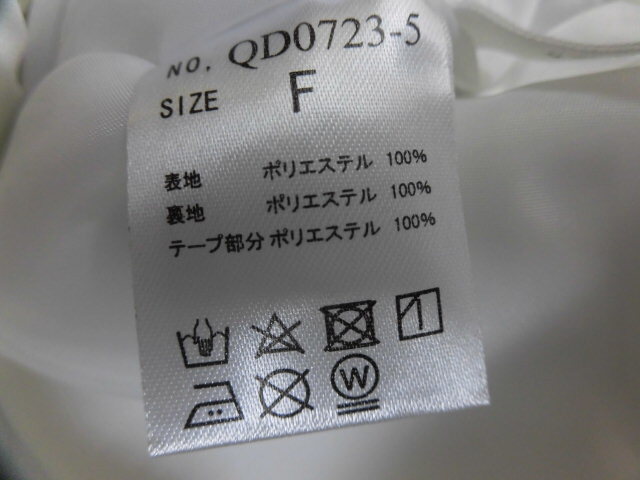 NO. QD0723-5
SIZE F
表地 ポリエステル 100%
裏地 ポリエステル 100%
テープ部分 ポリエステル 100%
W